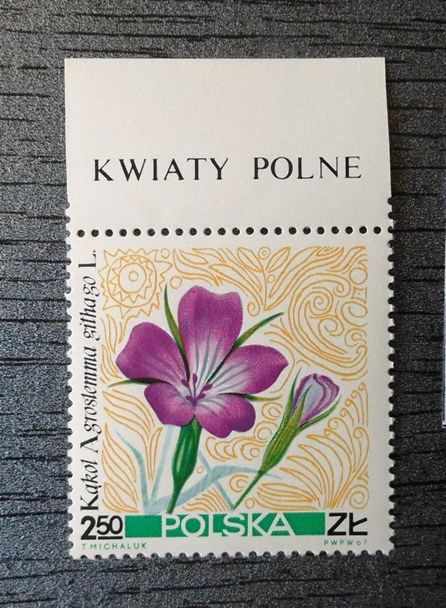 KWIATY POLNE
Kąkol Agrostemma githago L.
2.50 POLSKA ZŁ
T MICHALUK PWPW 67